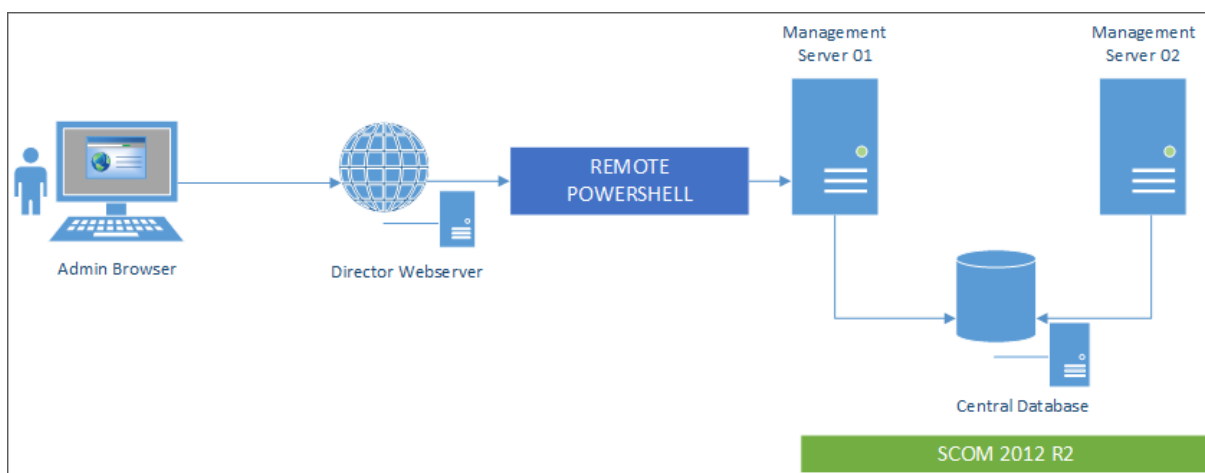 Management
Server 01
Management
Server 02
REMOTE
POWERSHELL
Admin Browser
Director Webserver
Central Database
SCOM 2012 R2